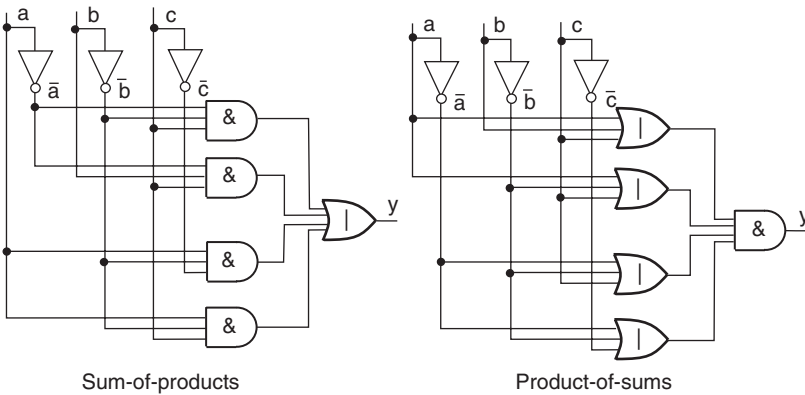 a b c
a̅ b̅ c̅
&
&
&
&
|
y
Sum-of-products
a b c
a̅ b̅ c̅
|
|
|
|
&
y
Product-of-sums